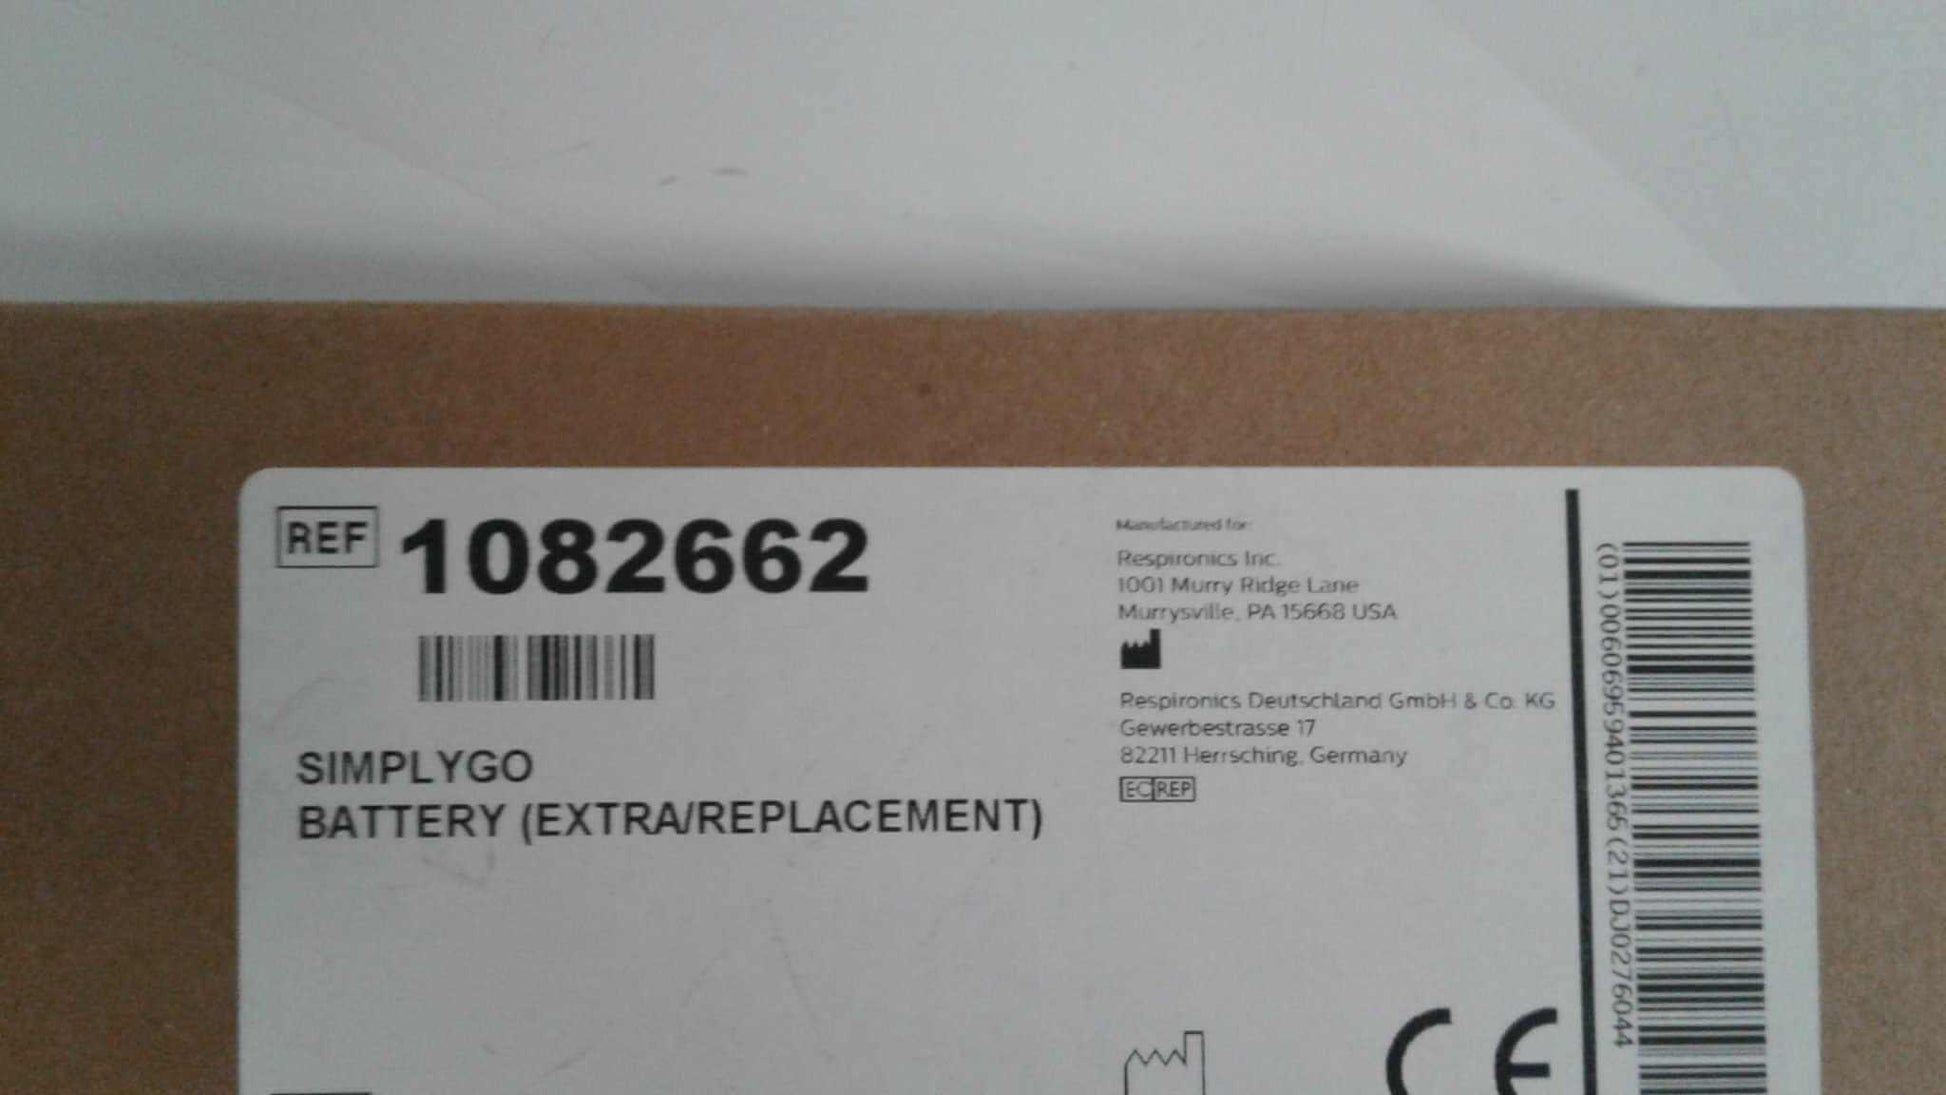 REF 1082662
SIMPLYGO
BATTERY (EXTRA/REPLACEMENT)
Manufactured for:
Respironics Inc.
1001 Murry Ridge Lane
Murrysville, PA 15668 USA
Respironics Deutschland GmbH & Co. KG
Gewerbestrasse 17
82211 Herrsching, Germany
EC REP
CE
(01)00606959401365(21)DJ0276044